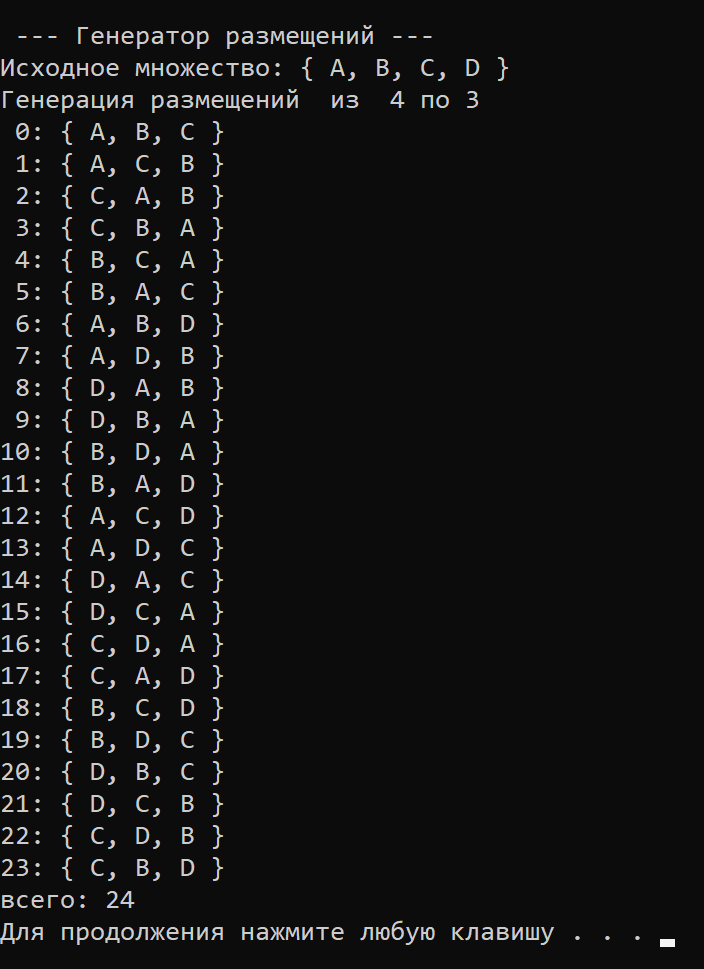 --- Генератор размещений ---
Исходное множество: { A, B, C, D }
Генерация размещений  из  4 по 3
 0: { A, B, C }
 1: { A, C, B }
 2: { C, A, B }
 3: { C, B, A }
 4: { B, C, A }
 5: { B, A, C }
 6: { A, B, D }
 7: { A, D, B }
 8: { D, A, B }
 9: { D, B, A }
10: { B, D, A }
11: { B, A, D }
12: { A, C, D }
13: { A, D, C }
14: { D, A, C }
15: { D, C, A }
16: { C, D, A }
17: { C, A, D }
18: { B, C, D }
19: { B, D, C }
20: { D, B, C }
21: { D, C, B }
22: { C, D, B }
23: { C, B, D }
всего: 24
Для продолжения нажмите любую клавишу . . .